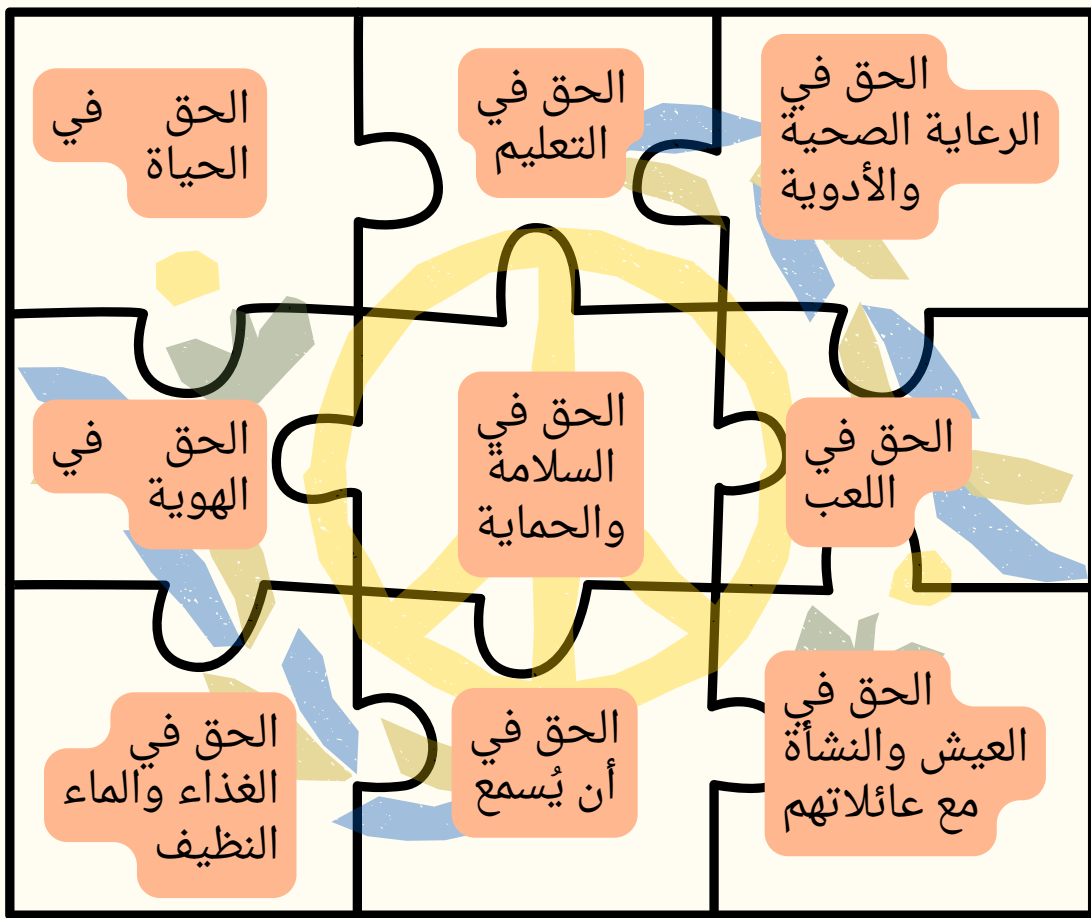 الحق في
الرعاية الصحية
والأدوية
الحق في
التعليم
الحق في
الحياة
الحق في
اللعب
الحق في
السلامة
والحماية
الحق في
الهوية
الحق في
العيش والنشأة
مع عائلاتهم
الحق في
أن يُسمع
الحق في
الغذاء والماء
النظيف